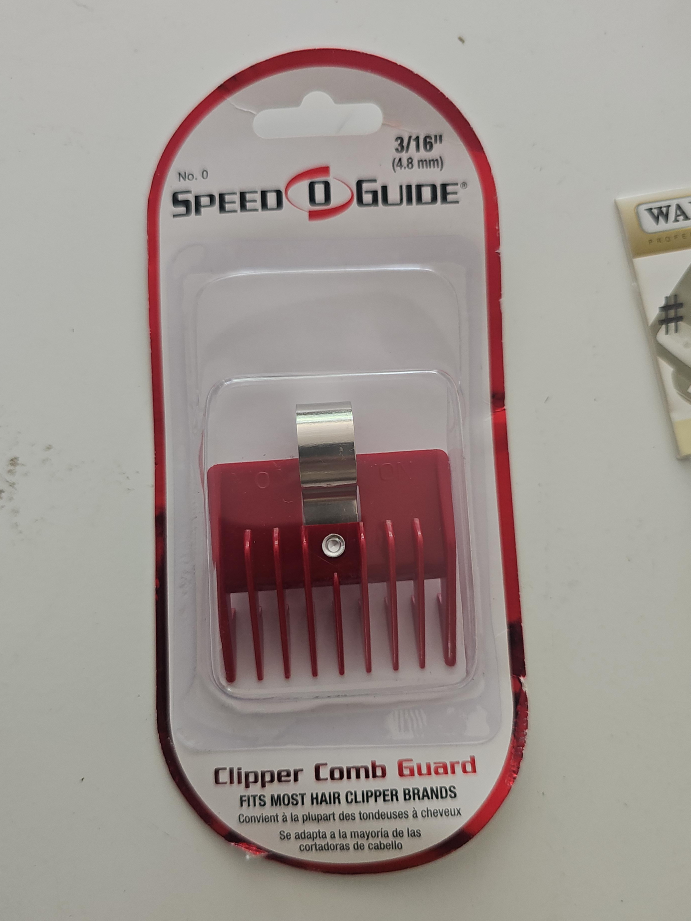 3/16"
(4.8 mm)
No. 0
SPEED 0 GUIDE®
Clipper Comb Guard
FITS MOST HAIR CLIPPER BRANDS
Convient à la plupart des tondeuses à cheveux
Se adapta a la mayoría de las
cortadoras de cabello
#